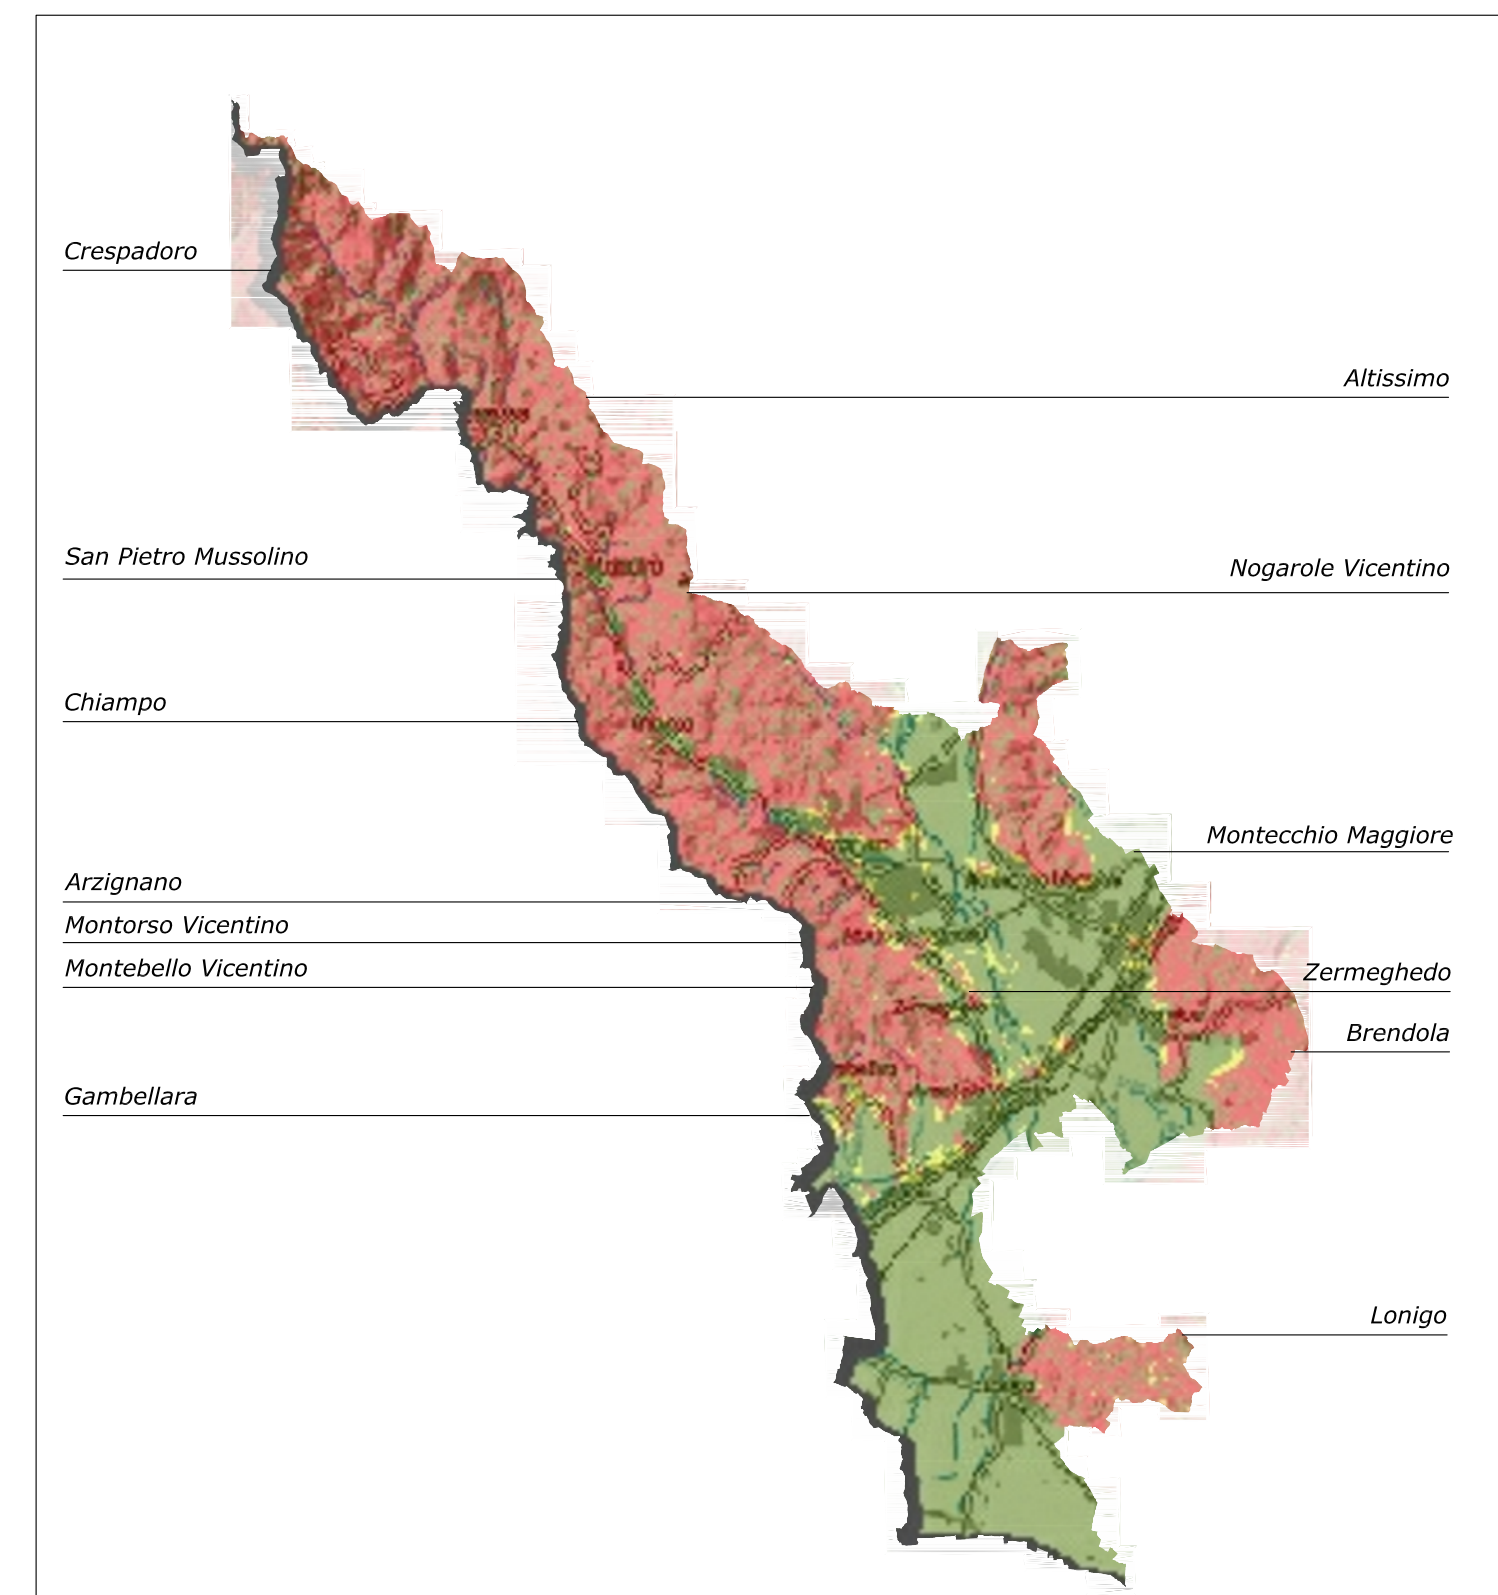 Crespadoro
Altissimo
San Pietro Mussolino
Nogarole Vicentino
Chiampo
Montecchio Maggiore
Arzignano
Montorso Vicentino
Montebello Vicentino
Zermeghedo
Brendola
Gambellara
Lonigo